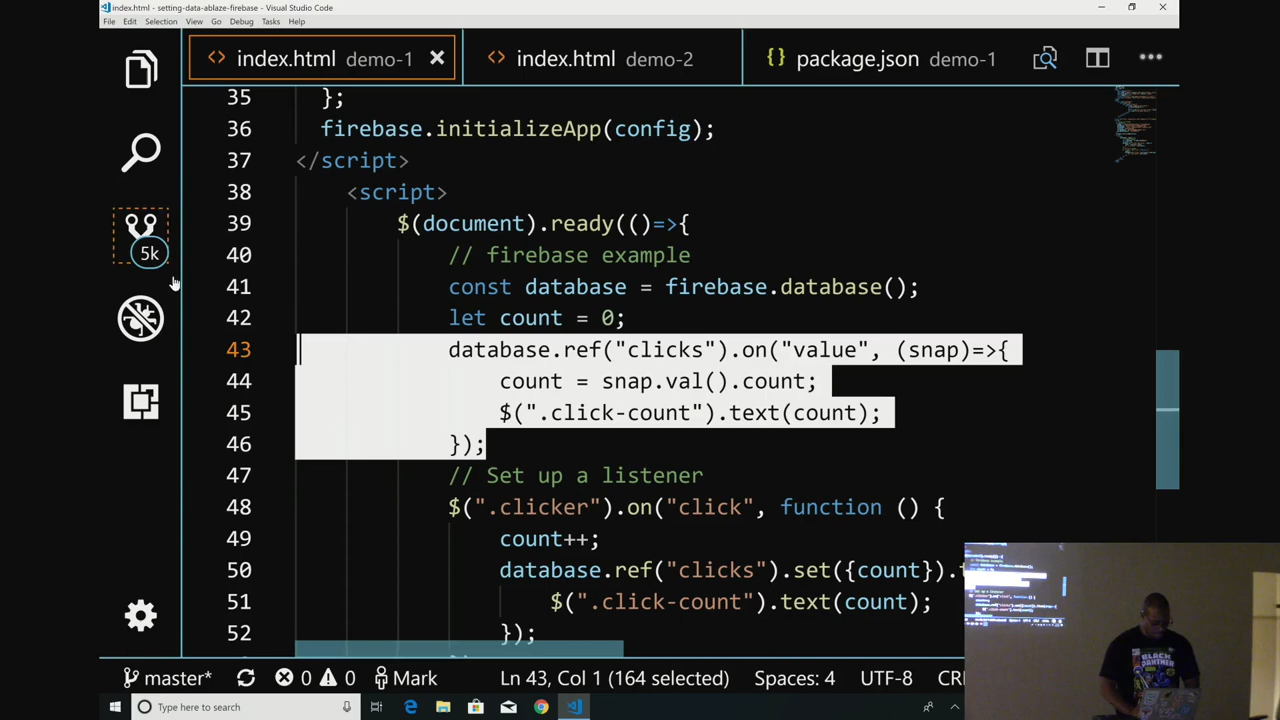 index.html - setting-data-ablaze-firebase - Visual Studio Code
File Edit Selection View Go Debug Tasks Help
index.html demo-1
index.html demo-2
{} package.json demo-1
35 };
36 firebase.initializeApp(config);
37 </script>
38 <script>
39 $(document).ready(()=>{
40 // firebase example
41 const database = firebase.database();
42 let count = 0;
43 database.ref("clicks").on("value", (snap)=>{
44 count = snap.val().count;
45 $(".click-count").text(count);
46 });
47 // Set up a listener
48 $(".clicker").on("click", function () {
49 count++;
50 database.ref("clicks").set({count}).
51 $(".click-count").text(count);
52 });
5k
BLACK PANTHER
master* 0 0 Mark Ln 43, Col 1 (164 selected) Spaces: 4 UTF-8
Type here to search